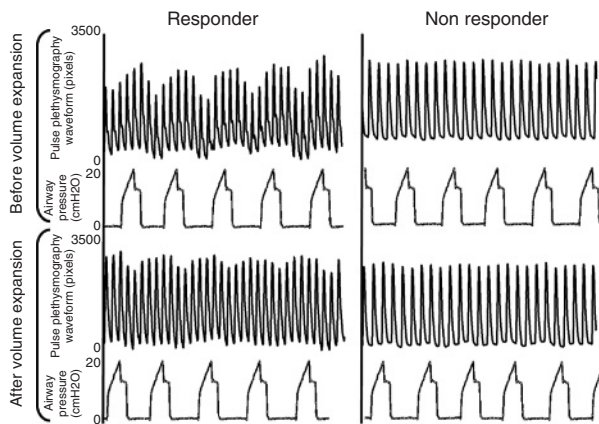 Responder
Non responder
Before volume expansion
Pulse plethysmography
waveform (pixels)
3500
0
Airway
pressure
(cmH2O)
20
0
After volume expansion
Pulse plethysmography
waveform (pixels)
3500
0
Airway
pressure
(cmH2O)
20
0